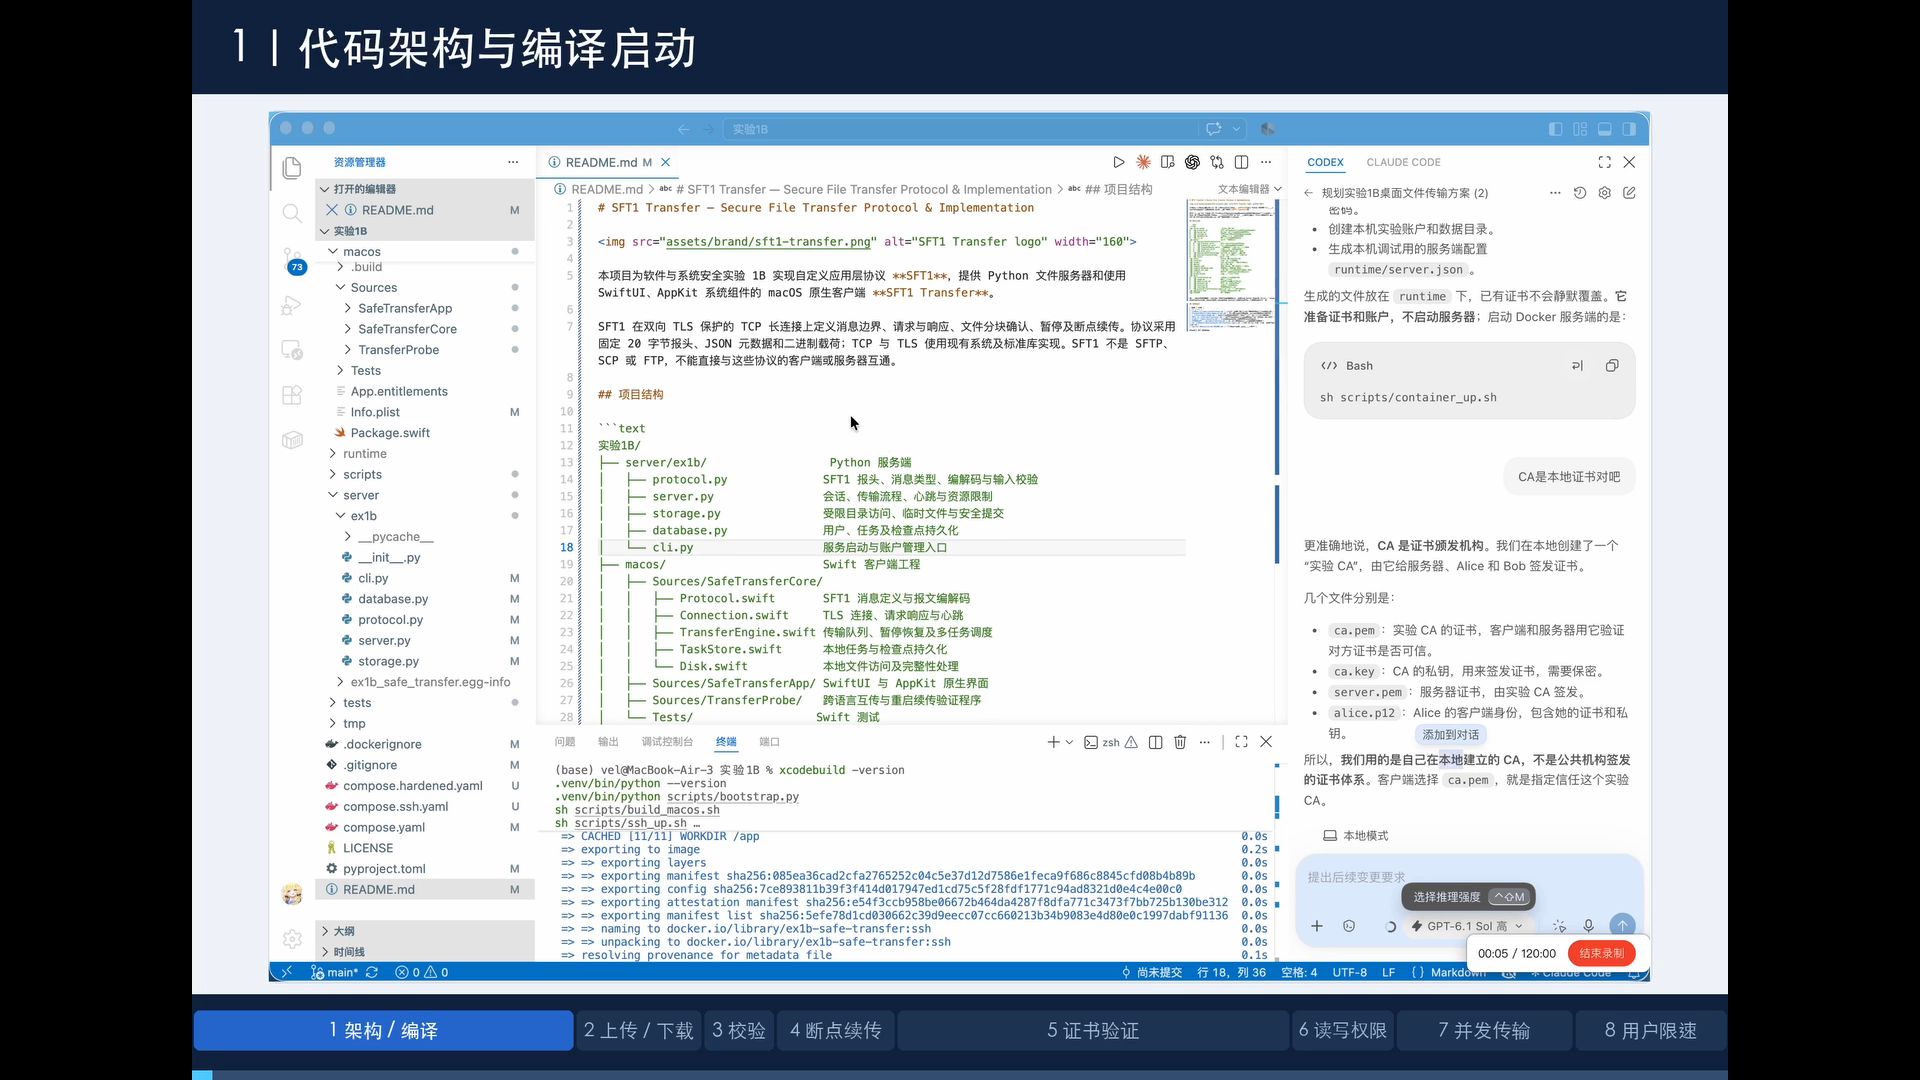 1 | 代码架构与编译启动
实验1B
资源管理器
打开的编辑器
README.md M
实验1B
macos
.build
Sources
SafeTransferApp
SafeTransferCore
TransferProbe
Tests
App.entitlements
Info.plist M
Package.swift
runtime
scripts
server
ex1b
__pycache__
__init__.py
cli.py M
database.py M
protocol.py M
server.py M
storage.py M
ex1b_safe_transfer.egg-info
tests
tmp
.dockerignore M
.gitignore M
compose.hardened.yaml U
compose.ssh.yaml U
compose.yaml M
LICENSE
pyproject.toml M
README.md M
大纲
时间线
73
README.md M
README.md > # SFT1 Transfer — Secure File Transfer Protocol & Implementation > ## 项目结构
文本编辑器
1 # SFT1 Transfer — Secure File Transfer Protocol & Implementation
2
3 <img src="assets/brand/sft1-transfer.png" alt="SFT1 Transfer logo" width="160">
4
5 本项目为软件与系统安全实验 1B 实现自定义应用层协议 **SFT1**，提供 Python 文件服务器和使用
SwiftUI、AppKit 系统组件的 macOS 原生客户端 **SFT1 Transfer**。
6
7 SFT1 在双向 TLS 保护的 TCP 长连接上定义消息边界、请求与响应、文件分块确认、暂停及断点续传。协议采用
固定 20 字节报头、JSON 元数据和二进制载荷；TCP 与 TLS 使用现有系统及标准库实现。SFT1 不是 SFTP、
SCP 或 FTP，不能直接与这些协议的客户端或服务器互通。
8
9 ## 项目结构
10
11 ```text
12 实验1B/
13 ├── server/ex1b/ Python 服务端
14 │ ├── protocol.py SFT1 报头、消息类型、编解码与输入校验
15 │ ├── server.py 会话、传输流程、心跳与资源限制
16 │ ├── storage.py 受限目录访问、临时文件与安全提交
17 │ ├── database.py 用户、任务及检查点持久化
18 │ └── cli.py 服务启动与账户管理入口
19 ├── macos/ Swift 客户端工程
20 │ ├── Sources/SafeTransferCore/
21 │ │ ├── Protocol.swift SFT1 消息定义与报文编解码
22 │ │ ├── Connection.swift TLS 连接、请求响应与心跳
23 │ │ ├── TransferEngine.swift 传输队列、暂停恢复及多任务调度
24 │ │ ├── TaskStore.swift 本地任务与检查点持久化
25 │ │ └── Disk.swift 本地文件访问及完整性处理
26 │ ├── Sources/SafeTransferApp/ SwiftUI 与 AppKit 原生界面
27 │ ├── Sources/TransferProbe/ 跨语言互传与重启续传验证程序
28 │ └── Tests/ Swift 测试
问题 输出 调试控制台 终端 端口
zsh
(base) vel@MacBook-Air-3 实验1B % xcodebuild -version
.venv/bin/python --version
.venv/bin/python scripts/bootstrap.py
sh scripts/build_macos.sh
sh scripts/ssh_up.sh …
=> CACHED [11/11] WORKDIR /app 0.0s
=> exporting to image 0.2s
=> => exporting layers 0.0s
=> => exporting manifest sha256:085ea36cad2cfa2765252c04c5e37d12d7586e1feca9f686c8845cfd08b4b89b 0.0s
=> => exporting config sha256:7ce893811b39f3f414d017947ed1cd75c5f28fdf1771c94ad8321d0e4c4e00c0 0.0s
=> => exporting attestation manifest sha256:e54f3ccb958be06672b464da4287f8dfa771c3473f7bb725b130be312 0.0s
=> => exporting manifest list sha256:5efe78d1cd030662c39d9eecc07cc660213b34b9083e4d80e0c1997dabf91136 0.0s
=> => naming to docker.io/library/ex1b-safe-transfer:ssh 0.0s
=> => unpacking to docker.io/library/ex1b-safe-transfer:ssh 0.0s
=> resolving provenance for metadata file 0.1s
CODEX CLAUDE CODE
规划实验1B桌面文件传输方案 (2)
密码。
• 创建本机实验账户和数据目录。
• 生成本机调试用的服务端配置
runtime/server.json 。
生成的文件放在 runtime 下，已有证书不会静默覆盖。它
准备证书和账户，不启动服务器；启动 Docker 服务端的是：
Bash
sh scripts/container_up.sh
CA是本地证书对吧
更准确地说，CA 是证书颁发机构。我们在本地创建了一个
“实验 CA”，由它给服务器、Alice 和 Bob 签发证书。
几个文件分别是：
• ca.pem：实验 CA 的证书，客户端和服务器用它验证
对方证书是否可信。
• ca.key：CA 的私钥，用来签发证书，需要保密。
• server.pem：服务器证书，由实验 CA 签发。
• alice.p12：Alice 的客户端身份，包含她的证书和私
钥。
添加到对话
所以，我们用的是自己在本地建立的 CA，不是公共机构签发
的证书体系。客户端选择 ca.pem，就是指定信任这个实验
CA。
本地模式
提出后续变更要求
选择推理强度 ^⇧M
GPT-6.1 Sol 高
00:05 / 120:00 结束录制
main* 0 0
尚未提交 行 18，列 36 空格: 4 UTF-8 LF {} Markdown Claude Code
1 架构 / 编译 2 上传 / 下载 3 校验 4 断点续传 5 证书验证 6 读写权限 7 并发传输 8 用户限速